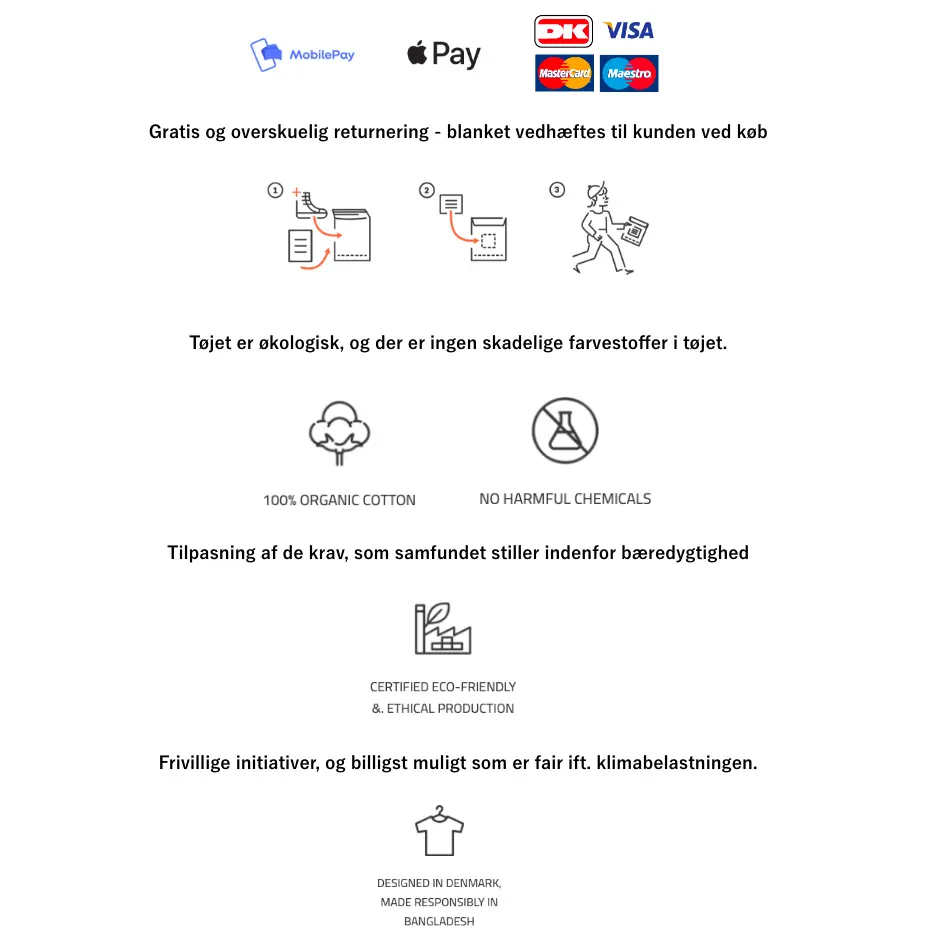 MobilePay
Pay
DK
VISA
MasterCard
Maestro
Gratis og overskuelig returnering - blanket vedhæftes til kunden ved køb
1
2
3
Tøjet er økologisk, og der er ingen skadelige farvestoffer i tøjet.
100% ORGANIC COTTON
NO HARMFUL CHEMICALS
Tilpasning af de krav, som samfundet stiller indenfor bæredygtighed
CERTIFIED ECO-FRIENDLY
&. ETHICAL PRODUCTION
Frivillige initiativer, og billigst muligt som er fair ift. klimabelastningen.
DESIGNED IN DENMARK,
MADE RESPONSIBLY IN
BANGLADESH